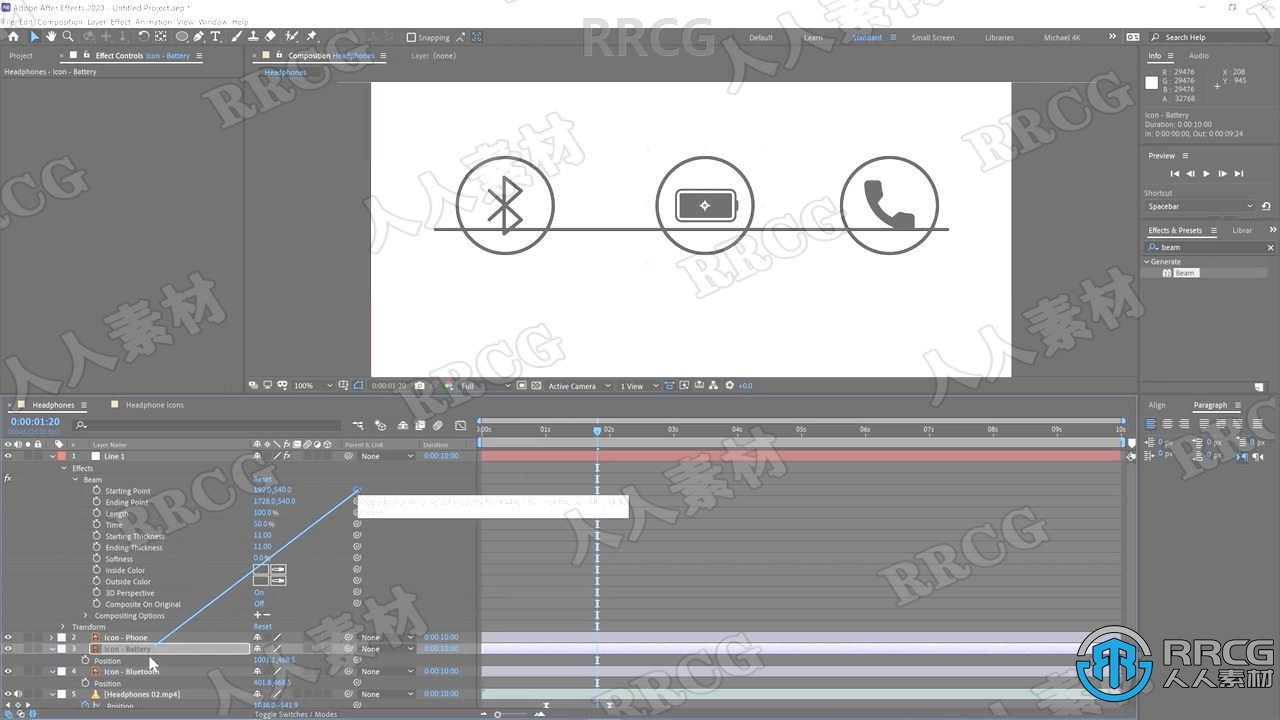 Adobe After Effects 2020 - Untitled Project.aep *
File Edit Composition Layer Effect Animation View Window Help
Snapping
Default Learn Standard Small Screen Libraries Michael 4K Search Help
Project Effect Controls Icon - Battery Composition Headphones Layer (none)
Headphones • Icon - Battery
Headphones
Info Audio
R : 29476
G : 29476
B : 29476
A : 32768
X : 208
Y : 945
Icon - Battery
Duration: 0:00:10:00
In: 0:00:00:00, Out: 0:00:09:24
Preview
Shortcut
Spacebar
Effects & Presets Librar
beam
Generate
Beam
100% 0:00:01:20 Full Active Camera 1 View +0.0
Headphones Headphone Icons
Align Paragraph
0:00:01:20
# Layer Name Parent & Link Duration
:00s 01s 02s 03s 04s 05s 06s 07s 08s 09s 10s
1 Line 1 None 0:00:10:00
Effects
Beam Reset
Starting Point 192.0,540.0
Ending Point 1728.0,540.0
Length 100.0%
Time 50.0%
Starting Thickness 11.00
Ending Thickness 11.00
Softness 0.0%
Inside Color
Outside Color
3D Perspective On
Composite On Original Off
Compositing Options + –
Transform Reset
2 Icon - Phone None 0:00:10:00
3 Icon - Battery None 0:00:10:00
Position 1001.1,468.5
4 Icon - Bluetooth None 0:00:10:00
Position 401.8,468.5
5 [Headphones 02.mp4] None 0:00:10:00
Position 1036.0,-541.9
Toggle Switches / Modes
0 px 0 px 0 px
0 px 0 px
RRCG
人人素材
RRCG
人人素材